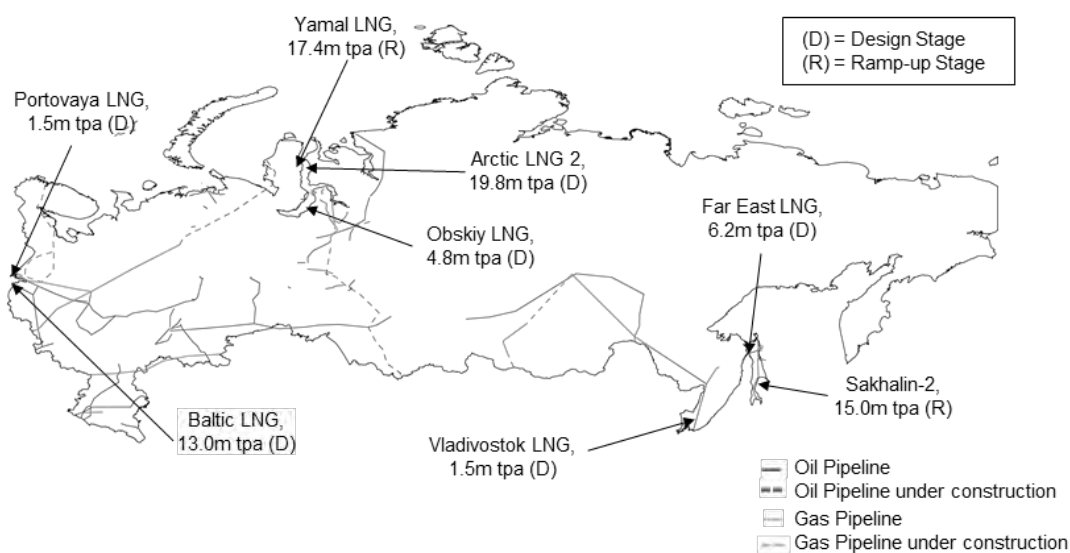 Yamal LNG,
17.4m tpa (R)
(D) = Design Stage
(R) = Ramp-up Stage
Portovaya LNG,
1.5m tpa (D)
Arctic LNG 2,
19.8m tpa (D)
Far East LNG,
6.2m tpa (D)
Obskiy LNG,
4.8m tpa (D)
Sakhalin-2,
15.0m tpa (R)
Baltic LNG,
13.0m tpa (D)
Vladivostok LNG,
1.5m tpa (D)
Oil Pipeline
Oil Pipeline under construction
Gas Pipeline
Gas Pipeline under construction